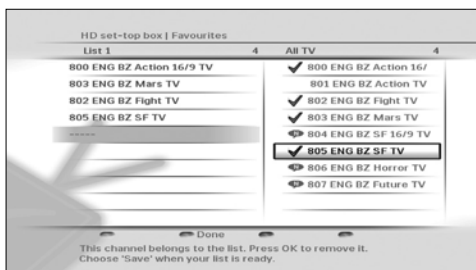 HD set-top box | Favourites
List 1 4 All TV 4
800 ENG BZ Action 16/9 TV
803 ENG BZ Mars TV
802 ENG BZ Fight TV
805 ENG BZ SF TV
-----
800 ENG BZ Action 16/
801 ENG BZ Action TV
802 ENG BZ Fight TV
803 ENG BZ Mars TV
804 ENG BZ SF 16/9 TV
805 ENG BZ SF TV
806 ENG BZ Horror TV
807 ENG BZ Future TV
Done
This channel belongs to the list. Press OK to remove it.
Choose 'Save' when your list is ready.